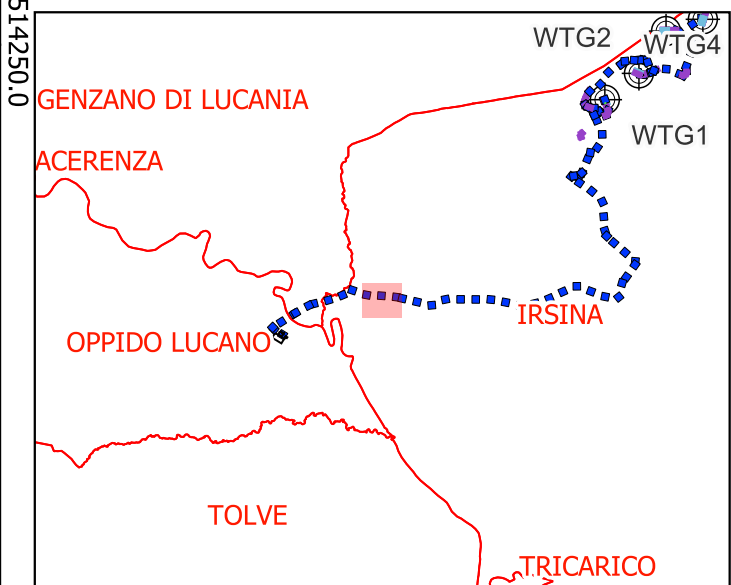 514250.0
WTG2
WTG4
GENZANO DI LUCANIA
WTG1
ACERENZA
IRSINA
OPPIDO LUCANO
TOLVE
TRICARICO